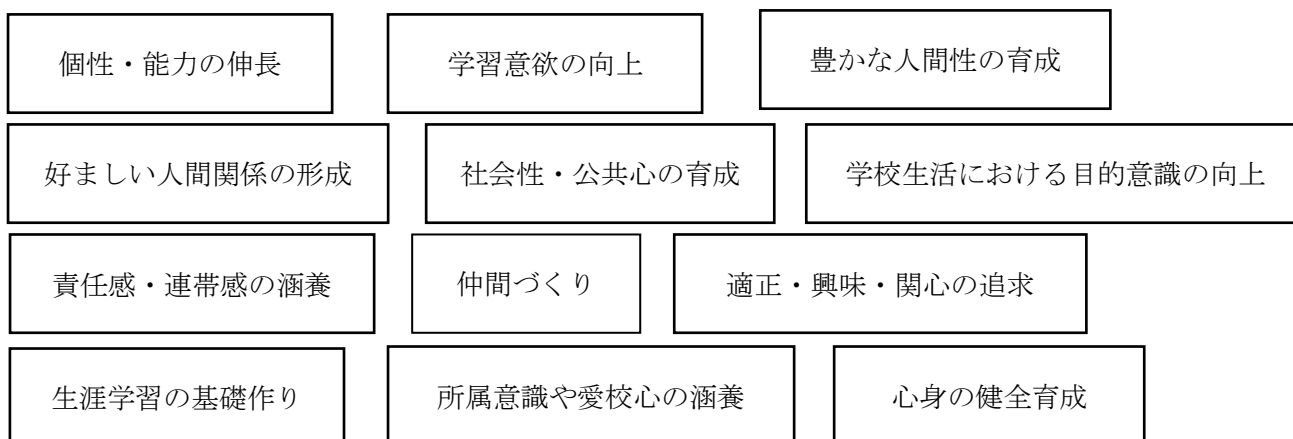 個性・能力の伸長
学習意欲の向上
豊かな人間性の育成
好ましい人間関係の形成
社会性・公共心の育成
学校生活における目的意識の向上
責任感・連帯感の涵養
仲間づくり
適正・興味・関心の追求
生涯学習の基礎作り
所属意識や愛校心の涵養
心身の健全育成